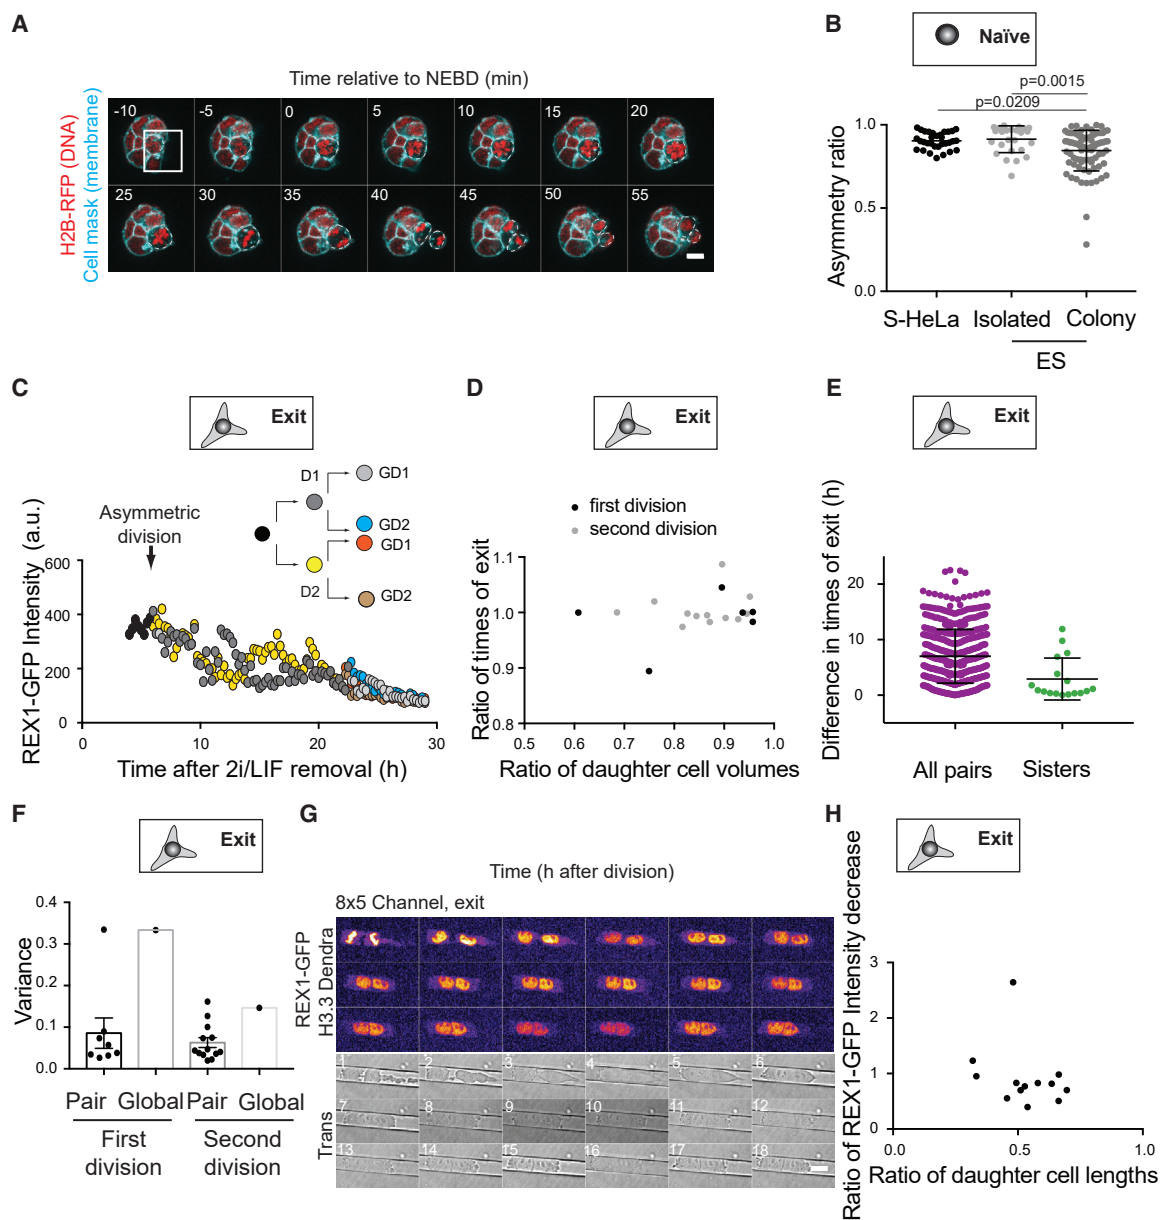 A
Time relative to NEBD (min)
H2B-RFP (DNA)
Cell mask (membrane)
-10 -5 0 5 10 15 20
25 30 35 40 45 50 55
B
Naïve
p=0.0015
p=0.0209
Asymmetry ratio
1.0
0.5
0.0
S-HeLa Isolated Colony
ES
C
Exit
D1
GD1
GD2
GD1
D2
GD2
Asymmetric
division
REX1-GFP Intensity (a.u.)
600
400
200
0
0 10 20 30
Time after 2i/LIF removal (h)
D
Exit
first division
second division
Ratio of times of exit
1.1
1.0
0.9
0.8
0.5 0.6 0.7 0.8 0.9 1.0
Ratio of daughter cell volumes
E
Exit
Difference in times of exit (h)
20
10
0
All pairs Sisters
F
Exit
Variance
0.4
0.3
0.2
0.1
0.0
Pair Global Pair Global
First
division
Second
division
G
Time (h after division)
8x5 Channel, exit
REX1-GFP
H3.3 Dendra
Trans
1 2 3 4 5 6
7 8 9 10 11 12
13 14 15 16 17 18
H
Exit
Ratio of REX1-GFP Intensity decrease
3
2
1
0
0.0 0.5 1.0
Ratio of daughter cell lengths